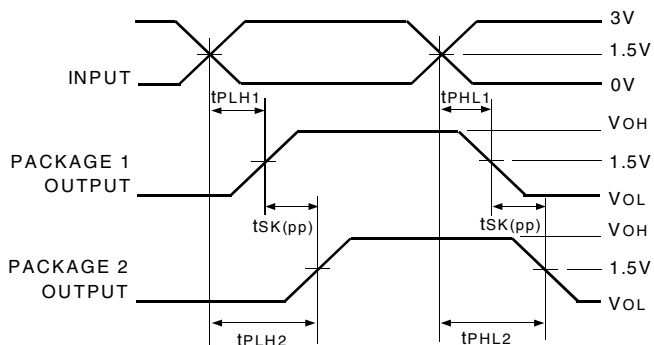 3V
1.5V
INPUT
0V
tPLH1
tPHL1
VOH
PACKAGE 1
OUTPUT
1.5V
VOL
tSK(pp)
tSK(pp)
VOH
PACKAGE 2
OUTPUT
1.5V
VOL
tPLH2
tPHL2